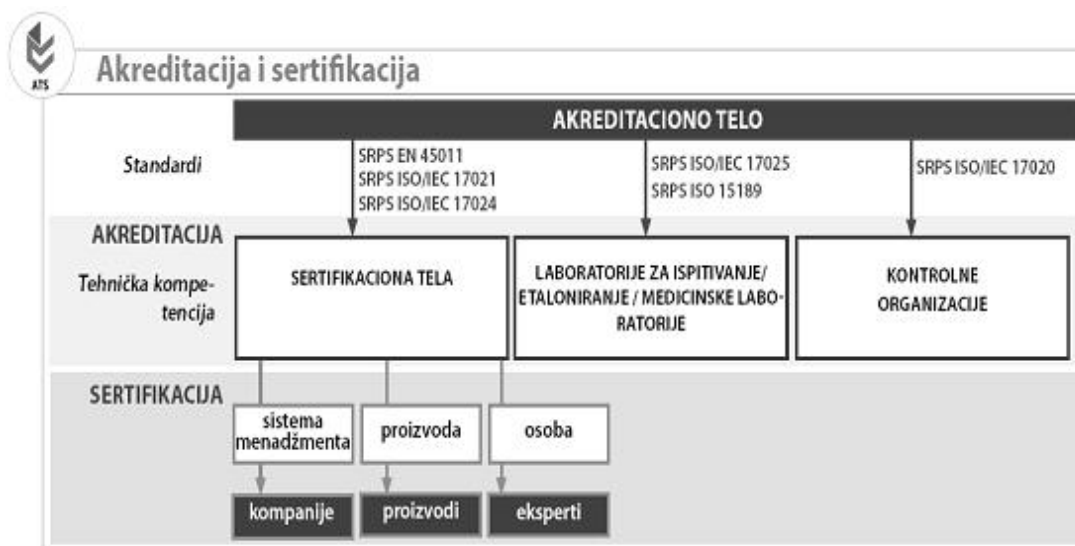 ATS
Akreditacija i sertifikacija
AKREDITACIONO TELO
Standardi
SRPS EN 45011
SRPS ISO/IEC 17021
SRPS ISO/IEC 17024
SRPS ISO/IEC 17025
SRPS ISO 15189
SRPS ISO/IEC 17020
AKREDITACIJA
Tehnička kompe-
tencija
SERTIFIKACIONA TELA
LABORATORIJE ZA ISPITIVANJE/
ETALONIRANJE / MEDICINSKE LABO-
RATORIJE
KONTROLNE
ORGANIZACIJE
SERTIFIKACIJA
sistema
menadžmenta
proizvoda
osoba
kompanije
proizvodi
eksperti